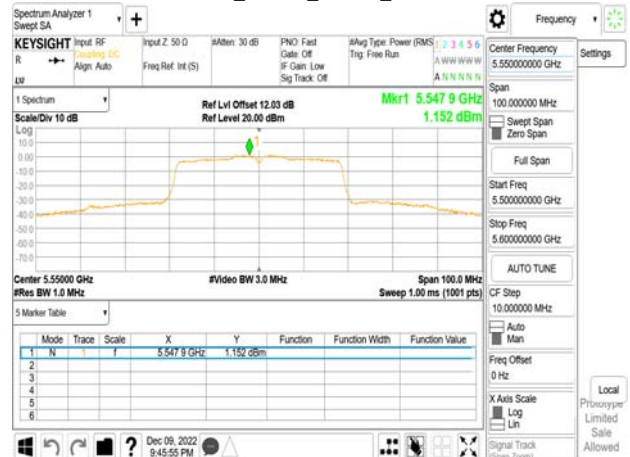 Spectrum Analyzer 1
Swept SA
+
Frequency
KEYSIGHT
Input: RF
Coupling: DC
Align: Auto
Input Z: 50 Ω
Freq Ref: Int (S)
#Atten: 30 dB
PNO: Fast
Gate: Off
IF Gain: Low
Sig Track: Off
#Avg Type: Power (RMS
Trig: Free Run
1 2 3 4 5 6
A W W W W W
A N N N N N
R
LXI
1 Spectrum
Scale/Div 10 dB
Log
Ref Lvl Offset 12.03 dB
Ref Level 20.00 dBm
Mkr1 5.547 9 GHz
1.152 dBm
1
10.0
0.00
-10.0
-20.0
-30.0
-40.0
-50.0
-60.0
-70.0
Center 5.55000 GHz
#Res BW 1.0 MHz
#Video BW 3.0 MHz
Span 100.0 MHz
Sweep 1.00 ms (1001 pts)
5 Marker Table
Mode Trace Scale X Y Function Function Width Function Value
1 N 1 f 5.547 9 GHz 1.152 dBm
2
3
4
5
6
?
Dec 09, 2022
9:45:55 PM
Center Frequency
5.550000000 GHz
Settings
Span
100.000000 MHz
Swept Span
Zero Span
Full Span
Start Freq
5.500000000 GHz
Stop Freq
5.600000000 GHz
AUTO TUNE
CF Step
10.000000 MHz
Auto
Man
Freq Offset
0 Hz
X Axis Scale
Log
Lin
Signal Track
(Span Zoom)
Local
Prototype
Limited
Sale
Allowed